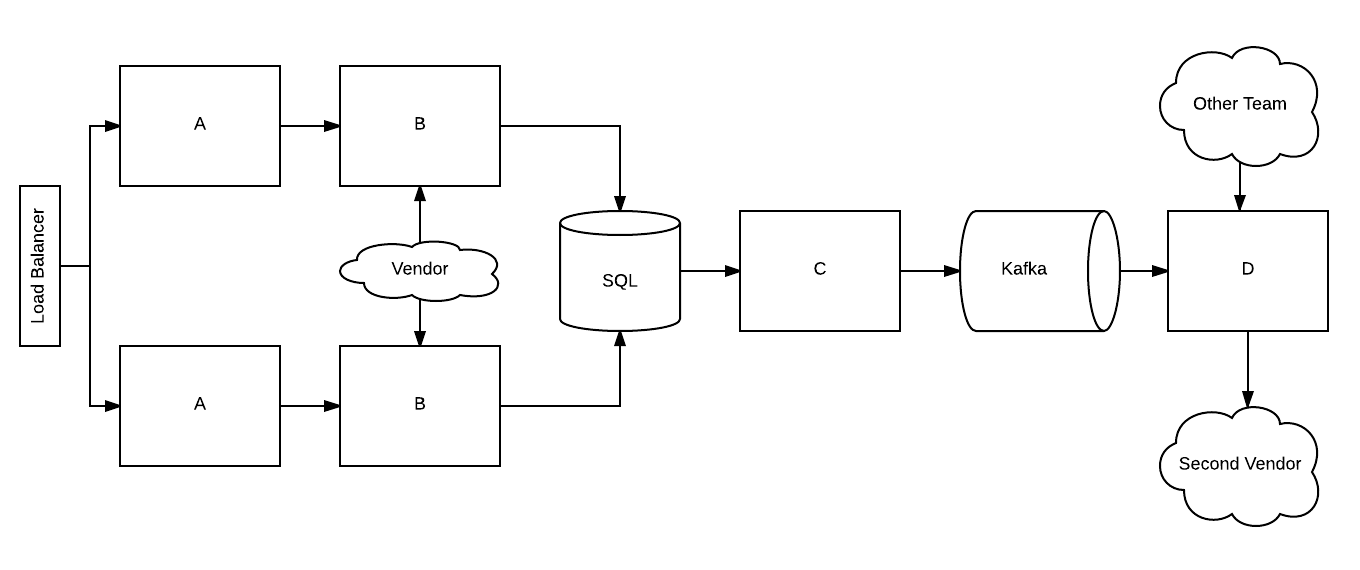 Load Balancer
A
B
A
B
Vendor
SQL
C
Kafka
Other Team
D
Second Vendor